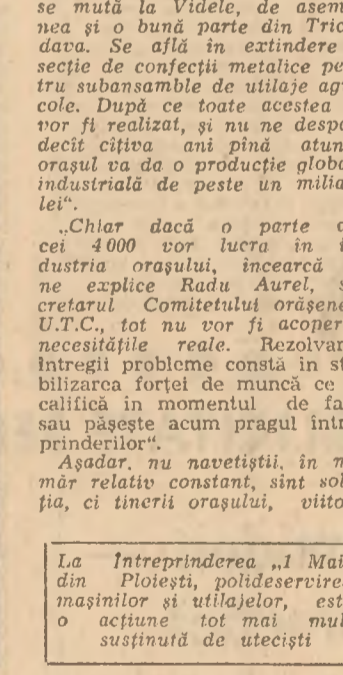 se mută la Videle, de asem
nea și o bună parte din Tric
dava. Se află în extindere
secție de confecții metalice pe
tru subansamble de utilaje ag
cole. După ce toate acestea
vor fi realizat, și nu ne despa
decît cîțiva ani pînă atun
orașul va da o producție globa
industrială de peste un milia
lei“.
„Chiar dacă o parte d
cei 4 000 vor lucra în i
dustria orașului, încearcă
ne explice Radu Aurel, s
cretarul Comitetului orășene
U.T.C., tot nu vor fi acoper
necesitățile reale. Rezolvar
întregii probleme constă in st
bilizarea forței de muncă ce
califică in momentul de fa
sau pășește acum pragul într
prinderilor“.
Așadar, nu navetiștii, în n
măr relativ constant, sint sol
ția, ci tinerii orașului, viito
La Întreprinderea „1 Mai
din Ploiești, polideservire
mașinilor și utilajelor, est
o acțiune tot mai mul
susținută de uteciști